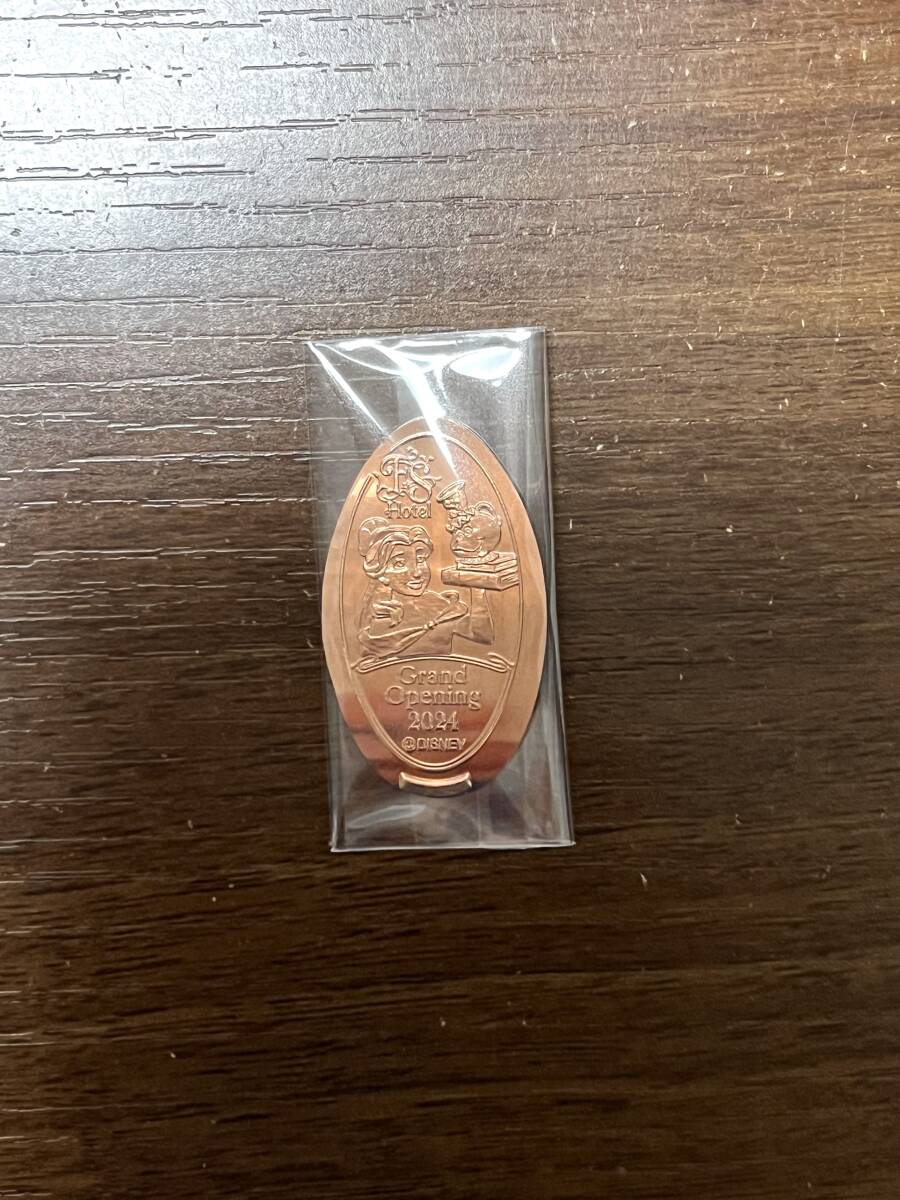 FS
Hotel
Grand
Opening
2024
©DISNEY